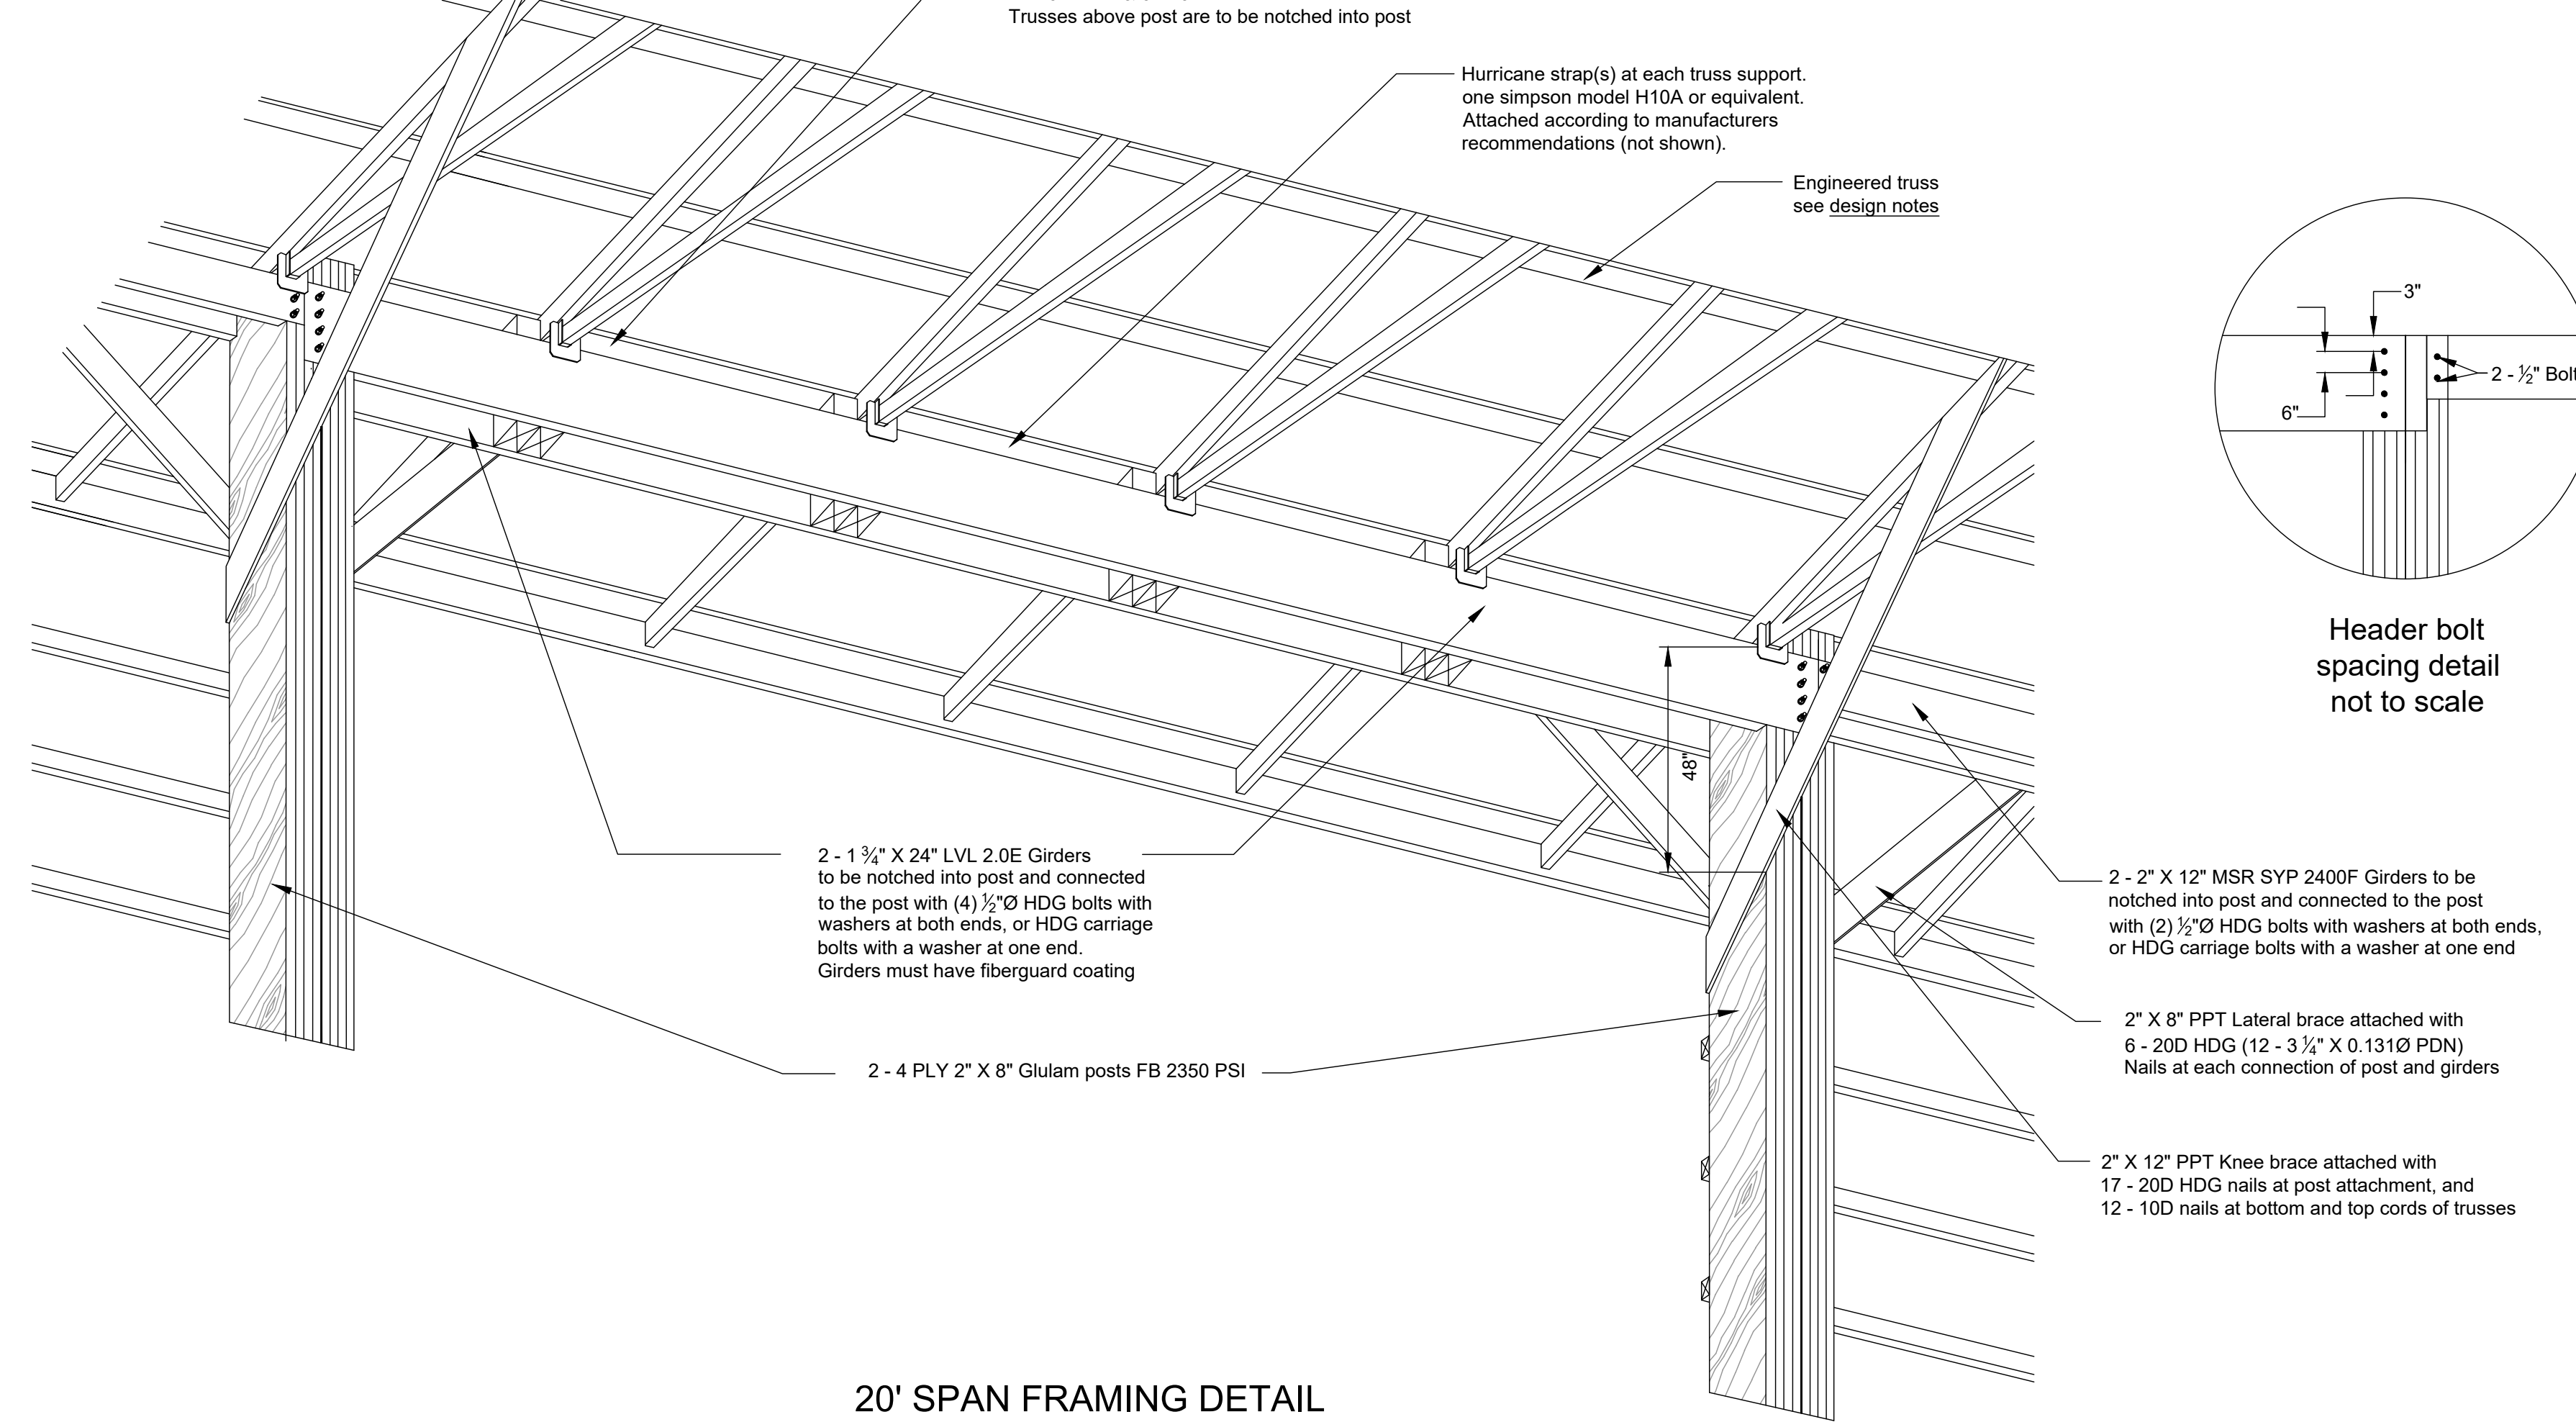 Trusses above post are to be notched into post
Hurricane strap(s) at each truss support.
one simpson model H10A or equivalent.
Attached according to manufacturers
recommendations (not shown).
Engineered truss
see design notes
3"
2 - ½" Bolt
6"
Header bolt
spacing detail
not to scale
48"
2 - 1 ¾" X 24" LVL 2.0E Girders
to be notched into post and connected
to the post with (4) ½"Ø HDG bolts with
washers at both ends, or HDG carriage
bolts with a washer at one end.
Girders must have fiberguard coating
2 - 2" X 12" MSR SYP 2400F Girders to be
notched into post and connected to the post
with (2) ½"Ø HDG bolts with washers at both ends,
or HDG carriage bolts with a washer at one end
2" X 8" PPT Lateral brace attached with
6 - 20D HDG (12 - 3 ¼" X 0.131Ø PDN)
Nails at each connection of post and girders
2 - 4 PLY 2" X 8" Glulam posts FB 2350 PSI
2" X 12" PPT Knee brace attached with
17 - 20D HDG nails at post attachment, and
12 - 10D nails at bottom and top cords of trusses
20' SPAN FRAMING DETAIL